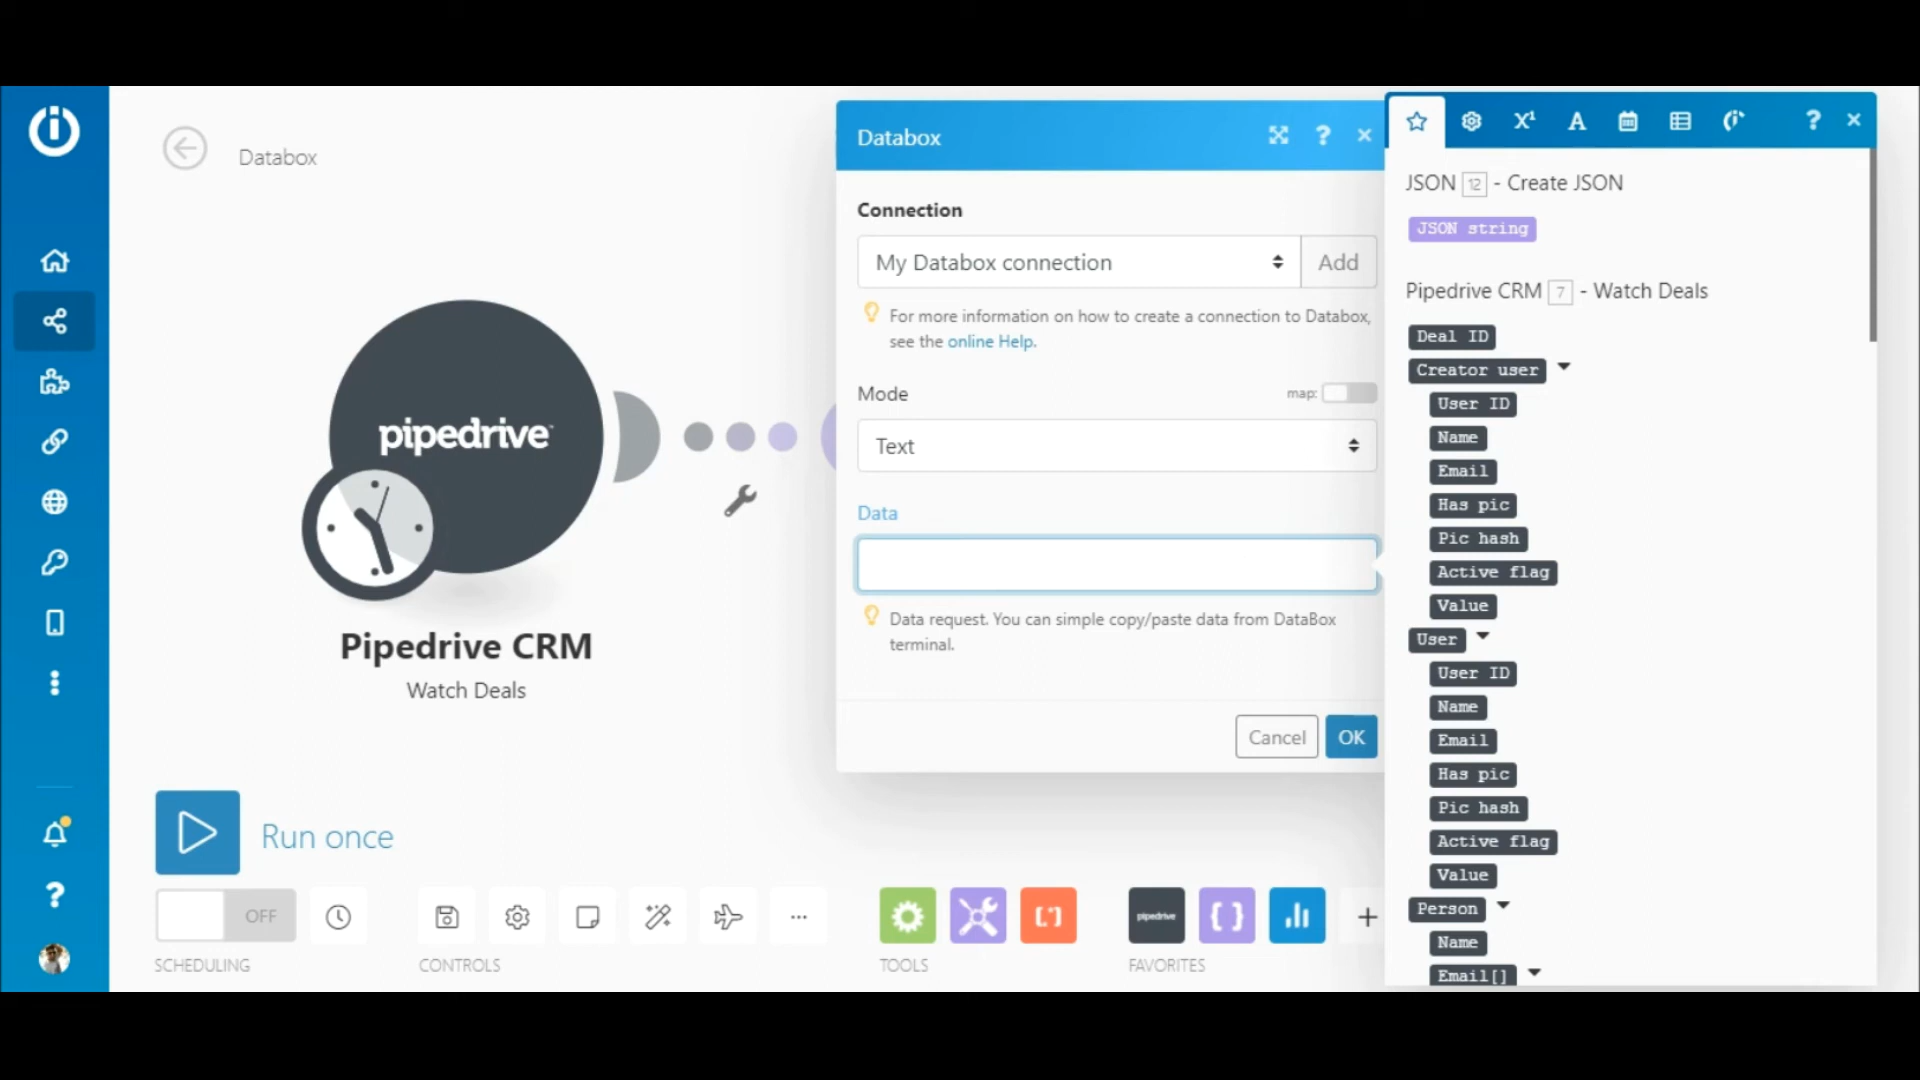 Databox
pipedrive
Pipedrive CRM
Watch Deals
Run once
OFF
SCHEDULING
CONTROLS
TOOLS
pipedrive
FAVORITES
Databox
Connection
My Databox connection
Add
For more information on how to create a connection to Databox,
see the online Help.
Mode
map:
Text
Data
Data request. You can simple copy/paste data from DataBox
terminal.
Cancel
OK
JSON 12 - Create JSON
JSON string
Pipedrive CRM 7 - Watch Deals
Deal ID
Creator user
User ID
Name
Email
Has pic
Pic hash
Active flag
Value
User
User ID
Name
Email
Has pic
Pic hash
Active flag
Value
Person
Name
Email[]